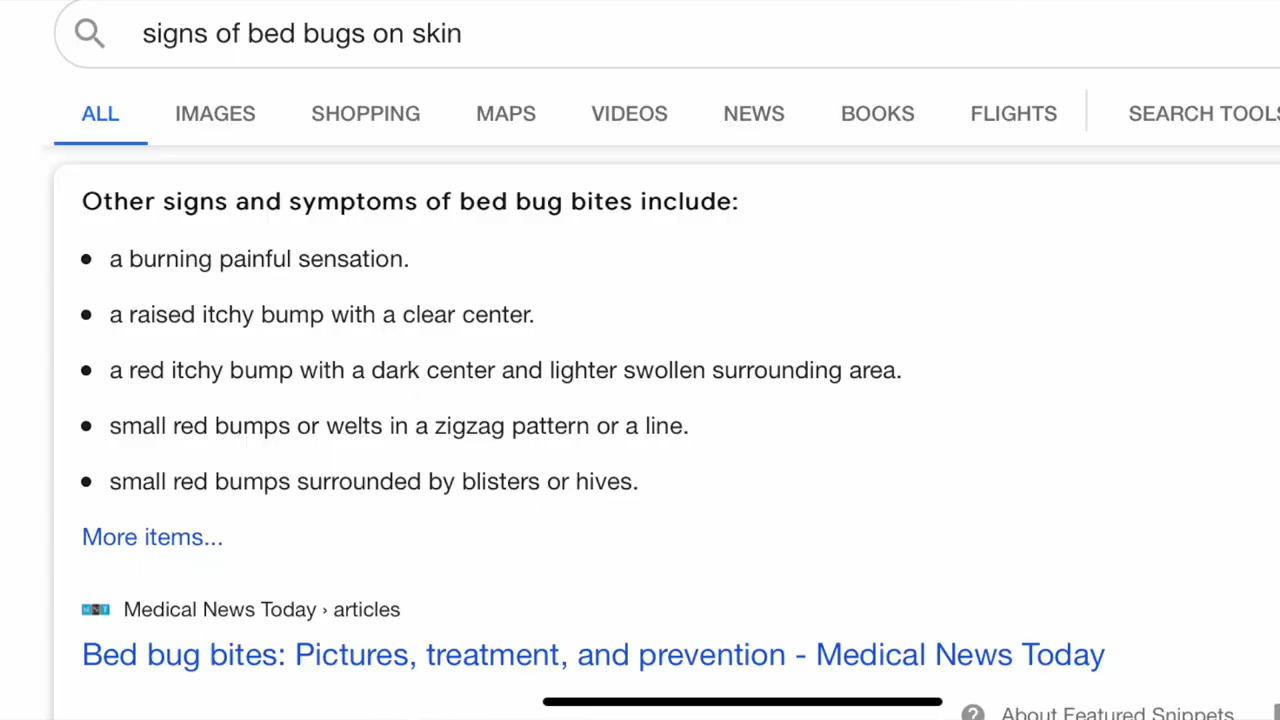 signs of bed bugs on skin
ALL IMAGES SHOPPING MAPS VIDEOS NEWS BOOKS FLIGHTS SEARCH TOOLS
Other signs and symptoms of bed bug bites include:
• a burning painful sensation.
• a raised itchy bump with a clear center.
• a red itchy bump with a dark center and lighter swollen surrounding area.
• small red bumps or welts in a zigzag pattern or a line.
• small red bumps surrounded by blisters or hives.
More items...
MNT Medical News Today › articles
Bed bug bites: Pictures, treatment, and prevention - Medical News Today
About Featured Snippets